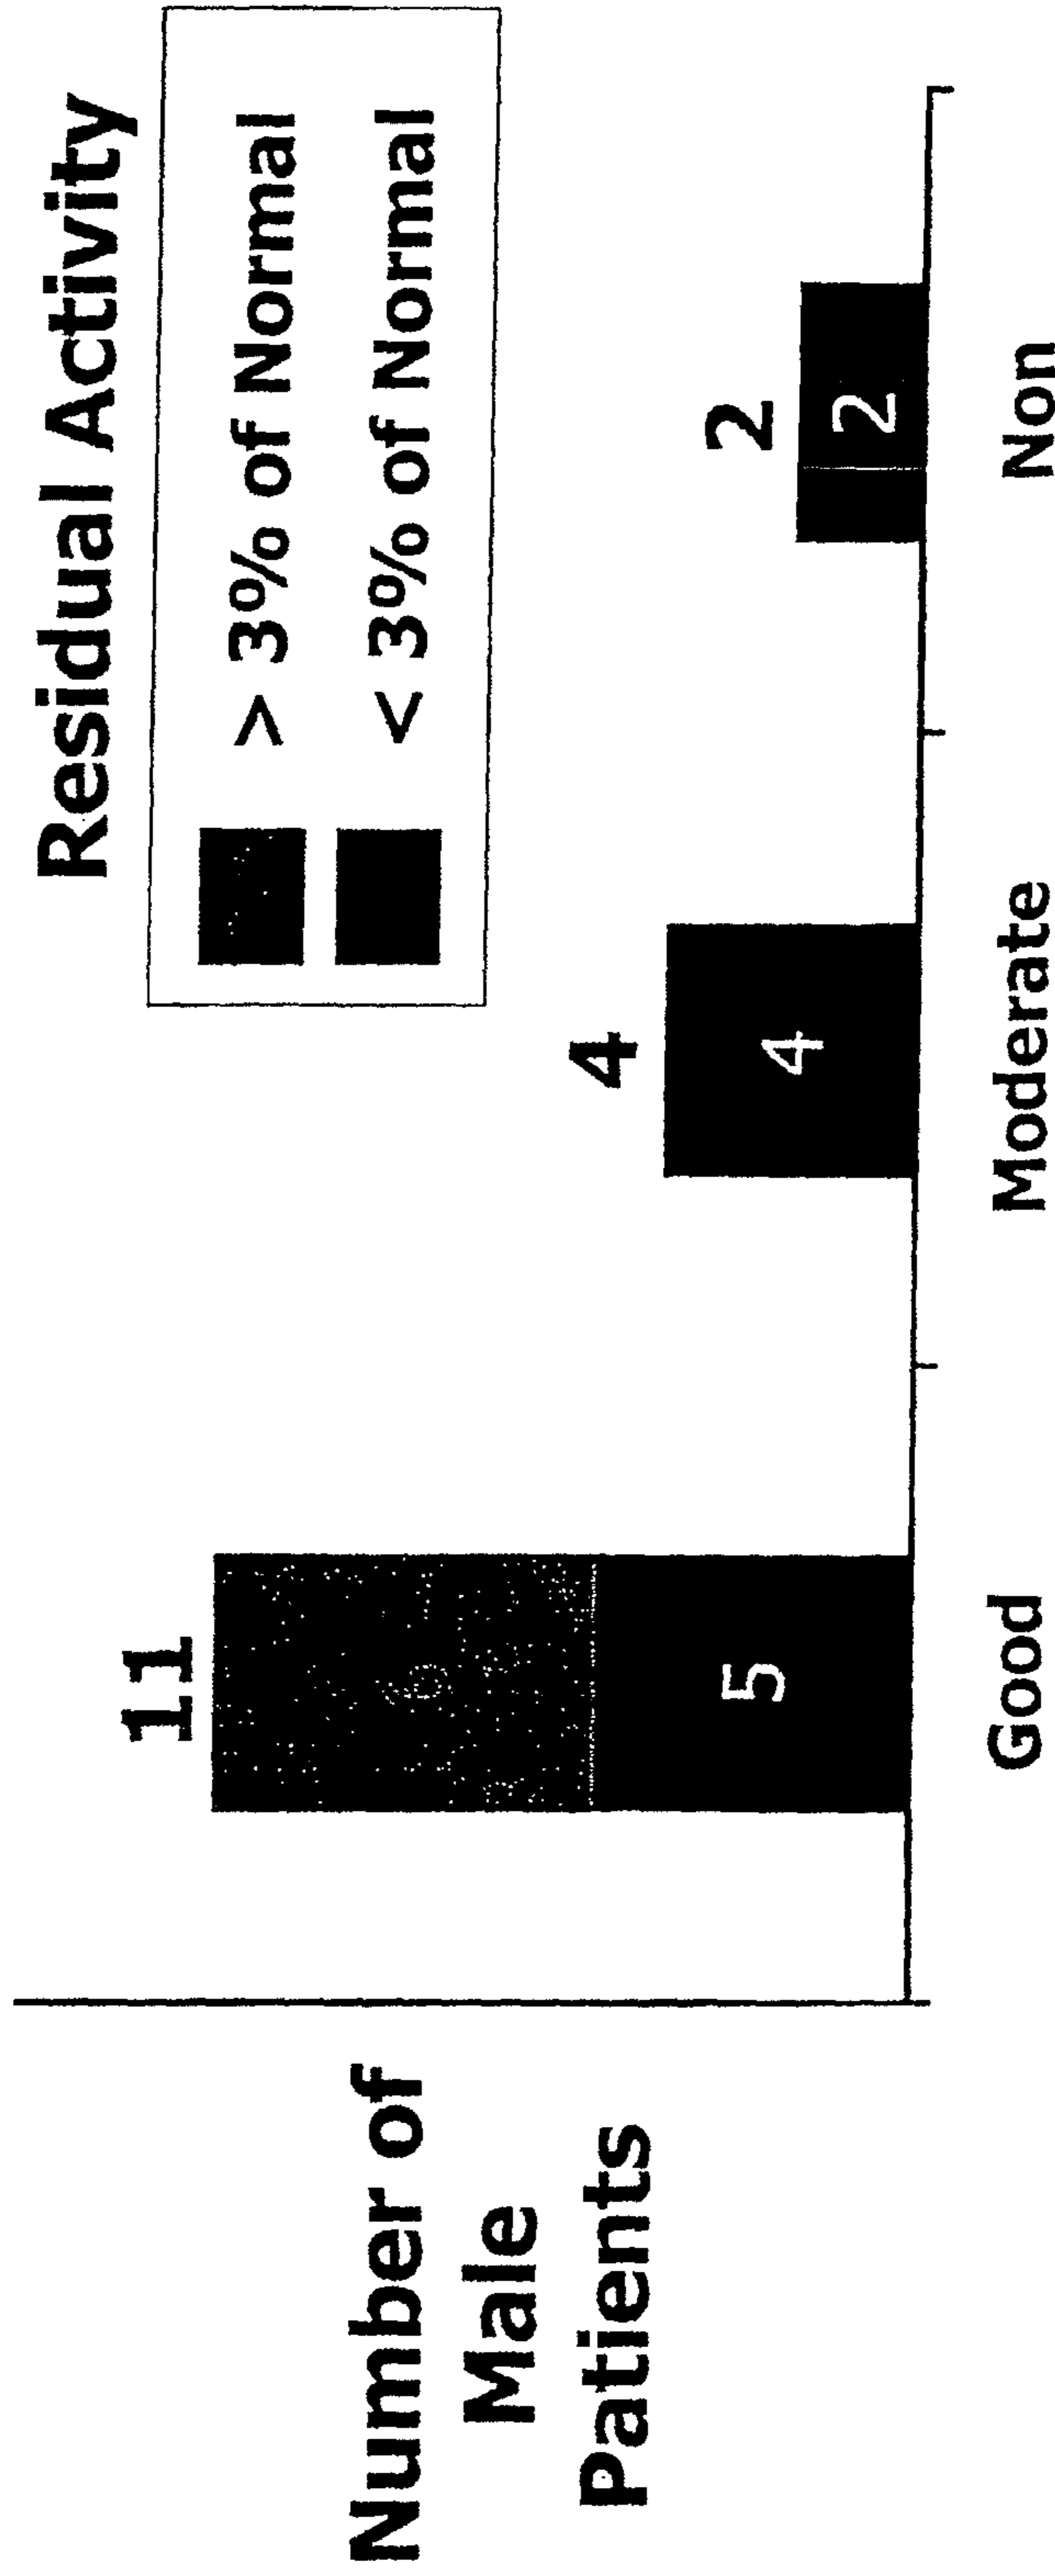 Residual Activity
> 3% of Normal
< 3% of Normal
Number of
Male
Patients
11
5
4
4
2
2
Good
Moderate
Non